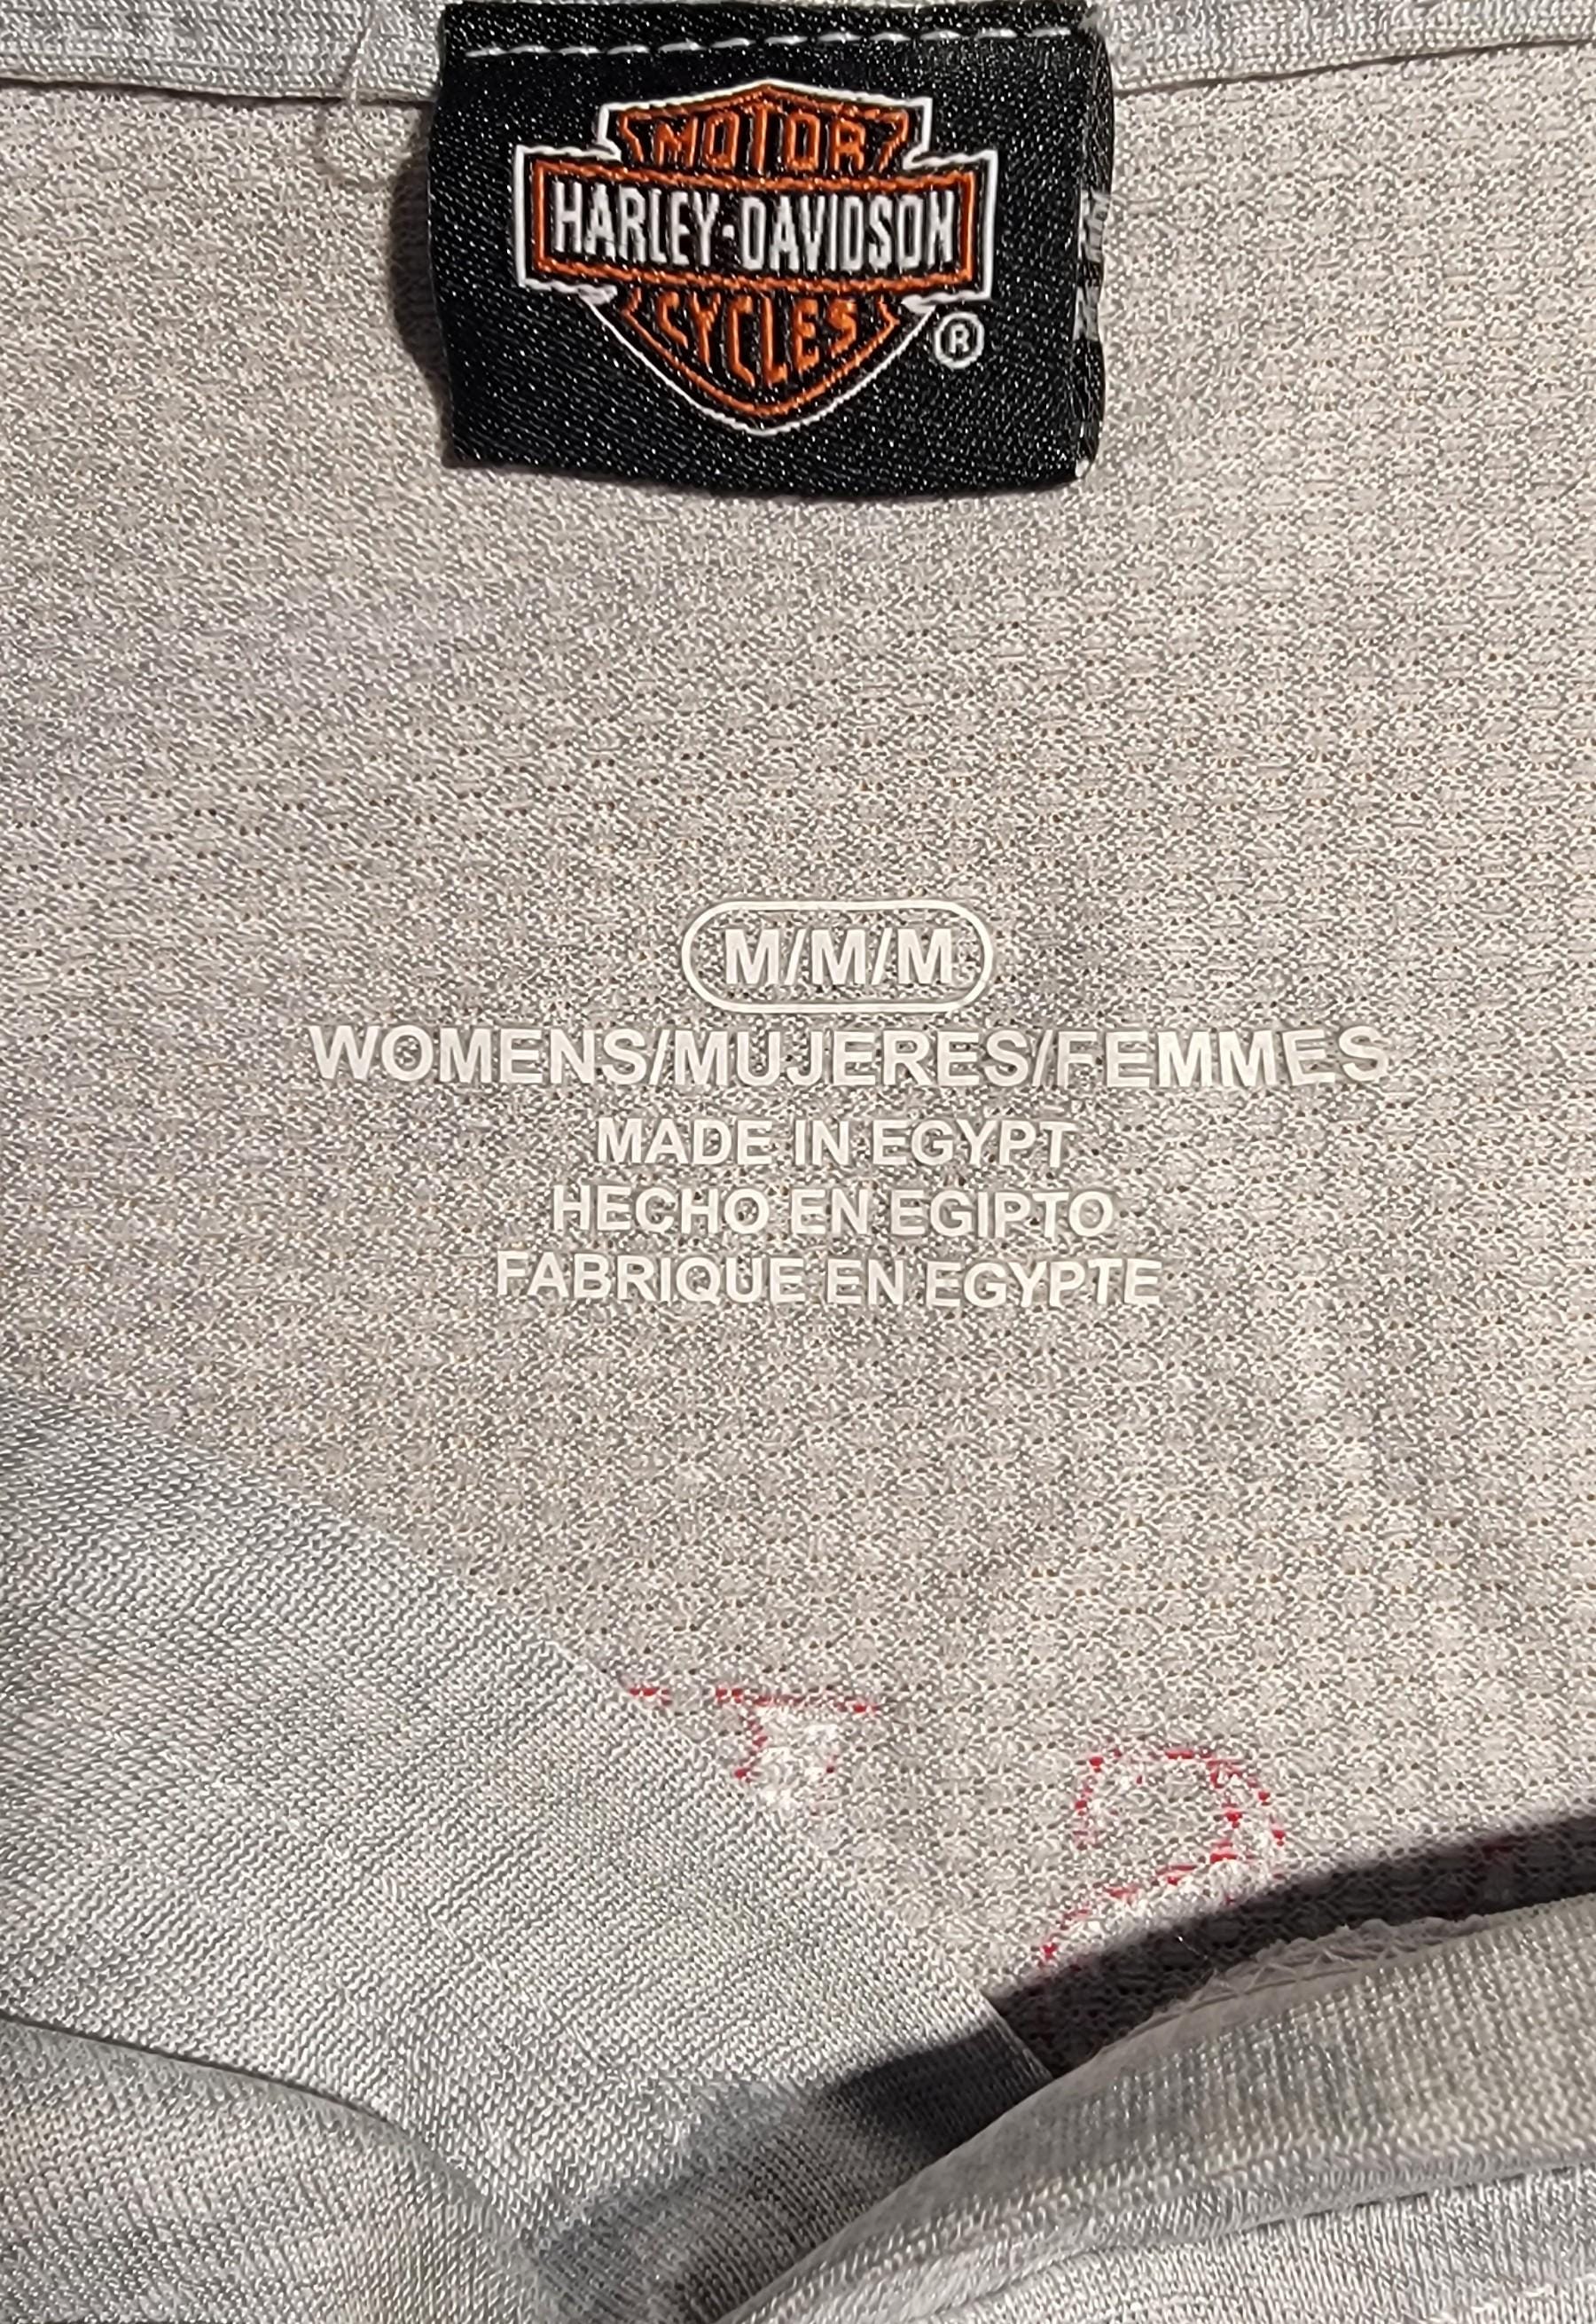 MOTOR
HARLEY-DAVIDSON
CYCLES
®
M/M/M
WOMENS/MUJERES/FEMMES
MADE IN EGYPT
HECHO EN EGIPTO
FABRIQUE EN EGYPTE